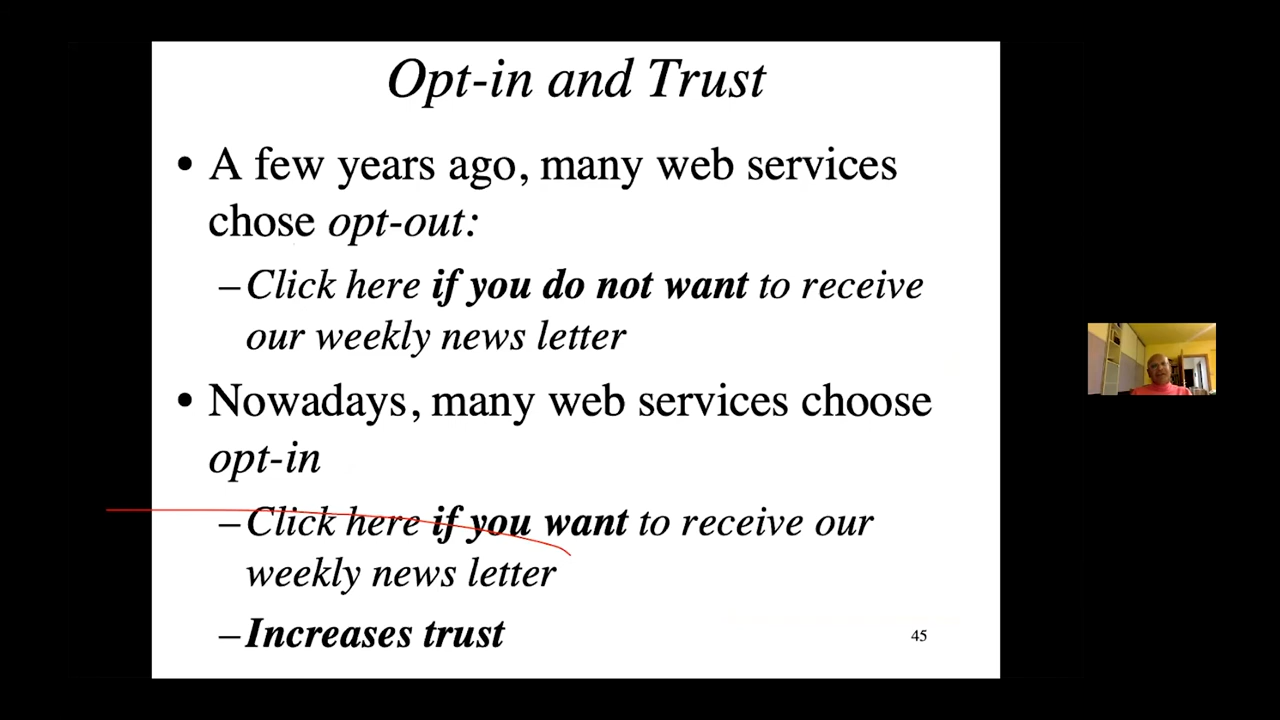 Opt-in and Trust
• A few years ago, many web services
chose opt-out:
–Click here if you do not want to receive
our weekly news letter
• Nowadays, many web services choose
opt-in
–Click here if you want to receive our
weekly news letter
–Increases trust
45